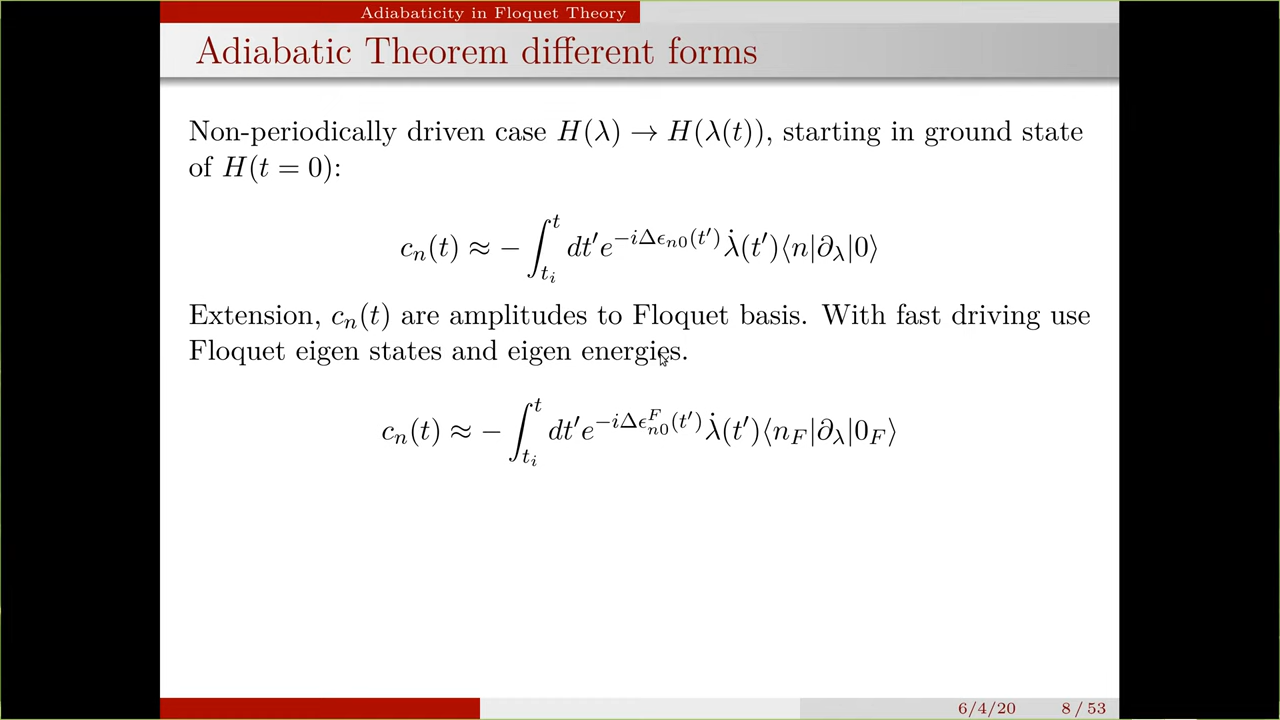 Adiabaticity in Floquet Theory
Adiabatic Theorem different forms
Non-periodically driven case H(λ) → H(λ(t)), starting in ground state
of H(t = 0):
c_n(t) ≈ − ∫_{t_i}^{t} dt′e^{−iΔϵ_{n0}(t′)} λ̇(t′)⟨n|∂_λ|0⟩
Extension, c_n(t) are amplitudes to Floquet basis. With fast driving use
Floquet eigen states and eigen energies.
c_n(t) ≈ − ∫_{t_i}^{t} dt′e^{−iΔϵ^F_{n0}(t′)} λ̇(t′)⟨n_F|∂_λ|0_F⟩
6/4/20 8 / 53